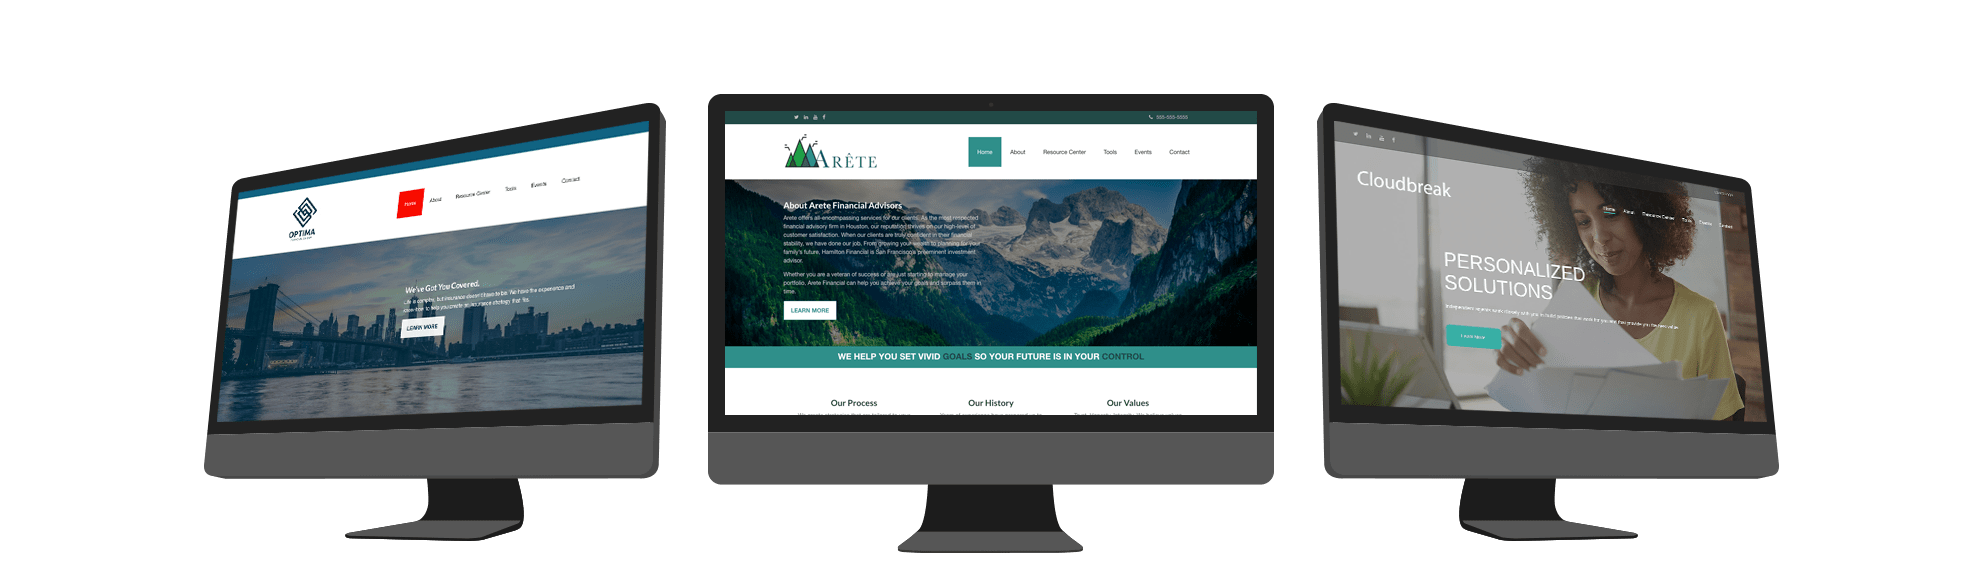 OPTIMA
Home
About
Resource Center
Tools
Events
Contact
We've Got You Covered.
Life is complex, but insurance doesn't have to be. We have the experience and
know-how to help you create an insurance strategy that fits.
LEARN MORE
555-555-5555
ARÊTE
Home
About
Resource Center
Tools
Events
Contact
About Arete Financial Advisors
Arete offers all-encompassing services for our clients. As the most respected
financial advisory firm in Houston, our reputation thrives on our high-level of
customer satisfaction. When our clients are truly confident in their financial
stability, we have done our job. From growing your wealth to planning for your
family's future, Hamilton Financial is San Francisco's preeminent investment
advisor.
Whether you are a veteran of success or are just starting to manage your
portfolio. Arete Financial can help you achieve your goals and surpass them in
time.
LEARN MORE
WE HELP YOU SET VIVID GOALS SO YOUR FUTURE IS IN YOUR CONTROL
Our Process
Our History
Our Values
Cloudbreak
Home
About
Resource Center
Tools
Events
Contact
PERSONALIZED
SOLUTIONS
Learn More